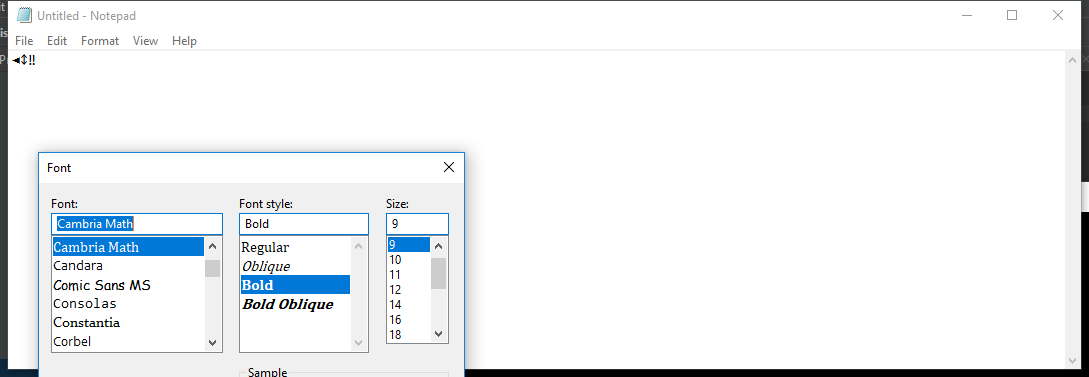 Untitled - Notepad
File Edit Format View Help
◄↕‼
Font
Font: Font style: Size:
Cambria Math Bold 9
Cambria Math Regular 9
Candara Oblique 10
Comic Sans MS Bold 11
Consolas Bold Oblique 12
Constantia 14
Corbel 16
18
Sample